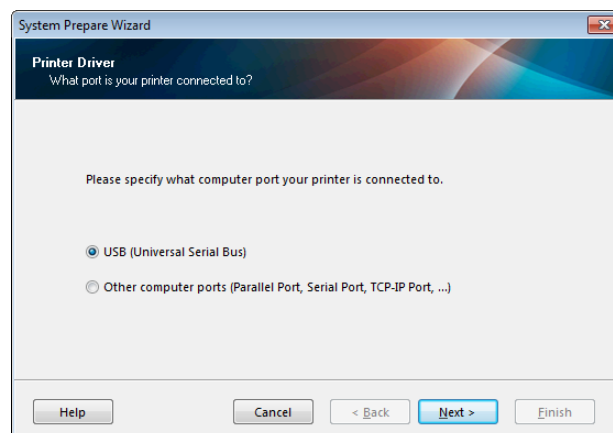 System Prepare Wizard
Printer Driver
What port is your printer connected to?
Please specify what computer port your printer is connected to.
USB (Universal Serial Bus)
Other computer ports (Parallel Port, Serial Port, TCP-IP Port, ...)
Help Cancel < Back Next > Finish